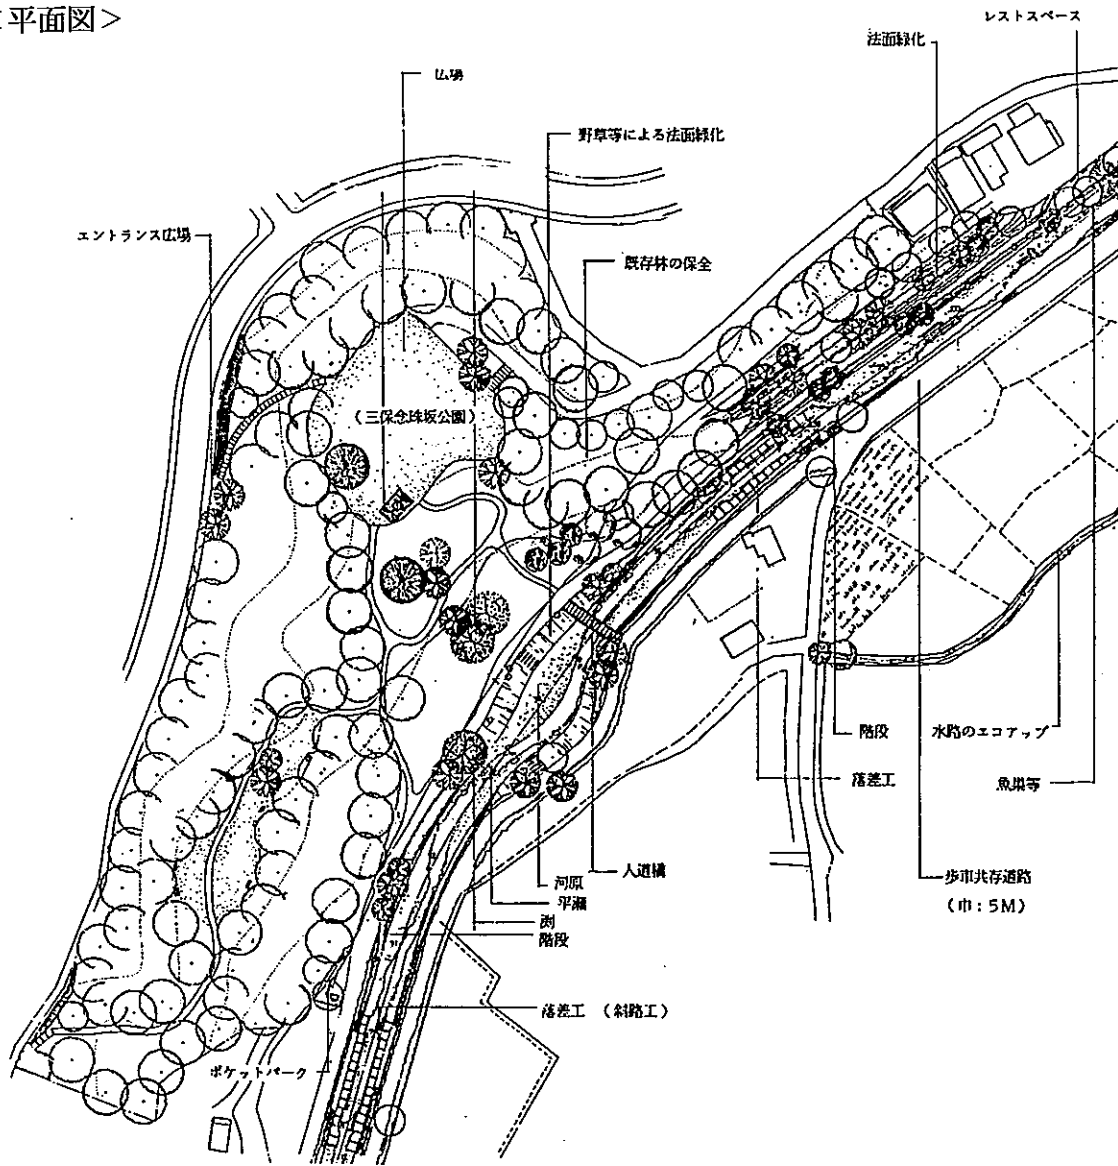 平面図>
レストスペース
法面緑化
広場
野草等による法面緑化
エントランス広場
既存林の保全
(三保念珠坂公園)
階段
水路のエコアップ
落差工
魚巣等
人道橋
歩車共存道路
(巾:5M)
河原
平瀬
渕
階段
落差工 (斜路工)
ポケットパーク